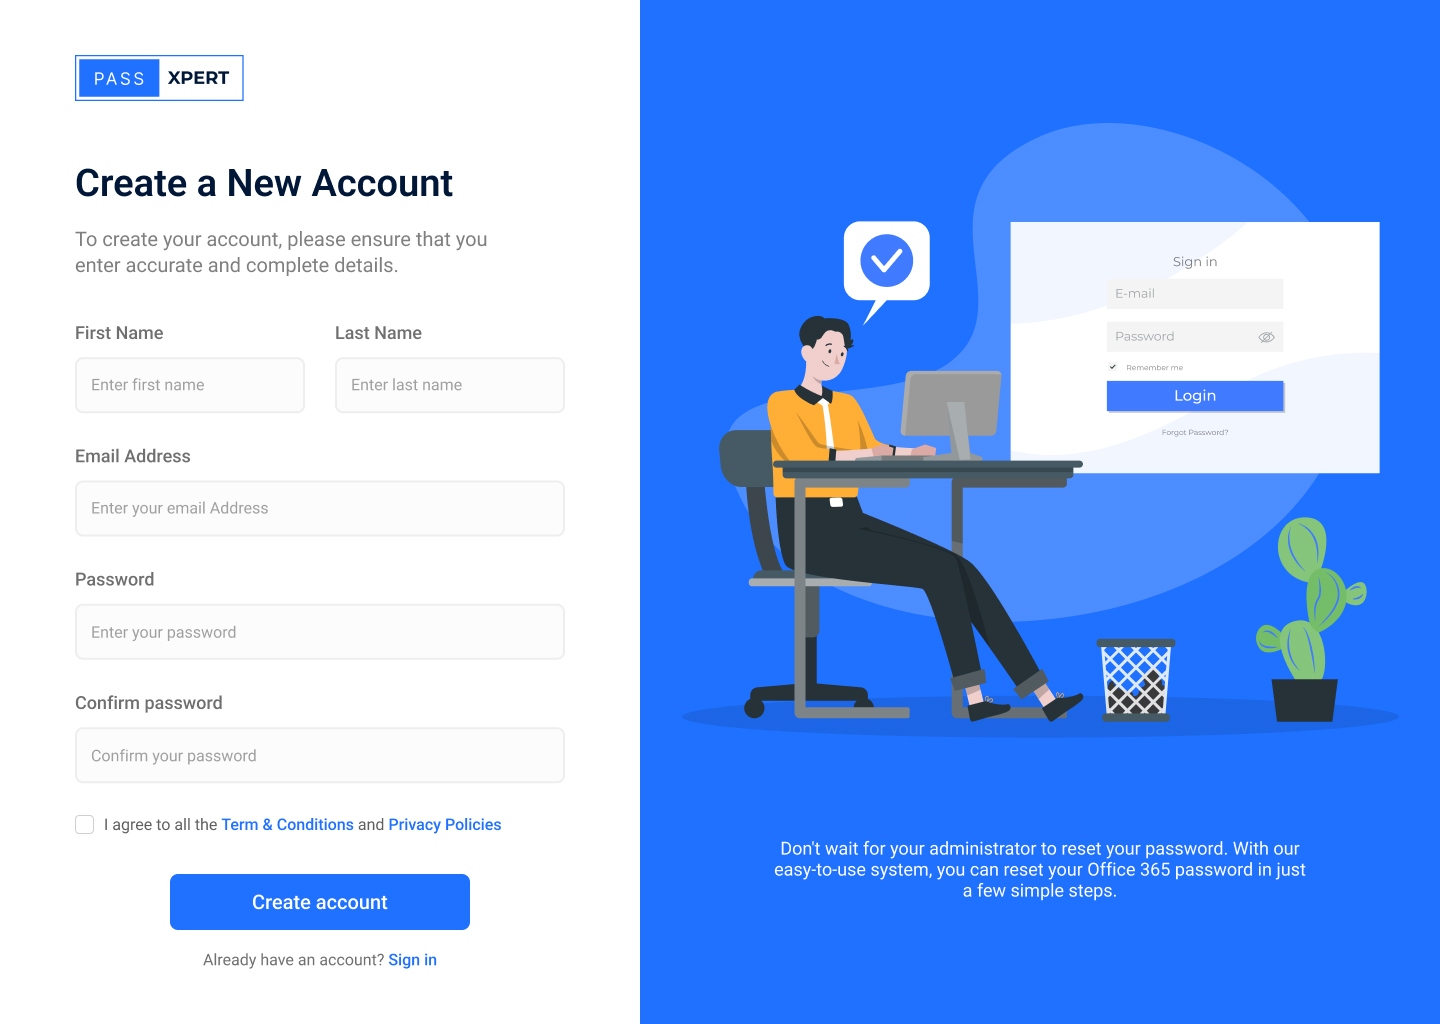 PASS XPERT
Create a New Account
To create your account, please ensure that you
enter accurate and complete details.
First Name
Last Name
Enter first name
Enter last name
Email Address
Enter your email Address
Password
Enter your password
Confirm password
Confirm your password
I agree to all the Term & Conditions and Privacy Policies
Create account
Already have an account? Sign in
Sign in
E-mail
Password
Remember me
Login
Forgot Password?
Don't wait for your administrator to reset your password. With our
easy-to-use system, you can reset your Office 365 password in just
a few simple steps.